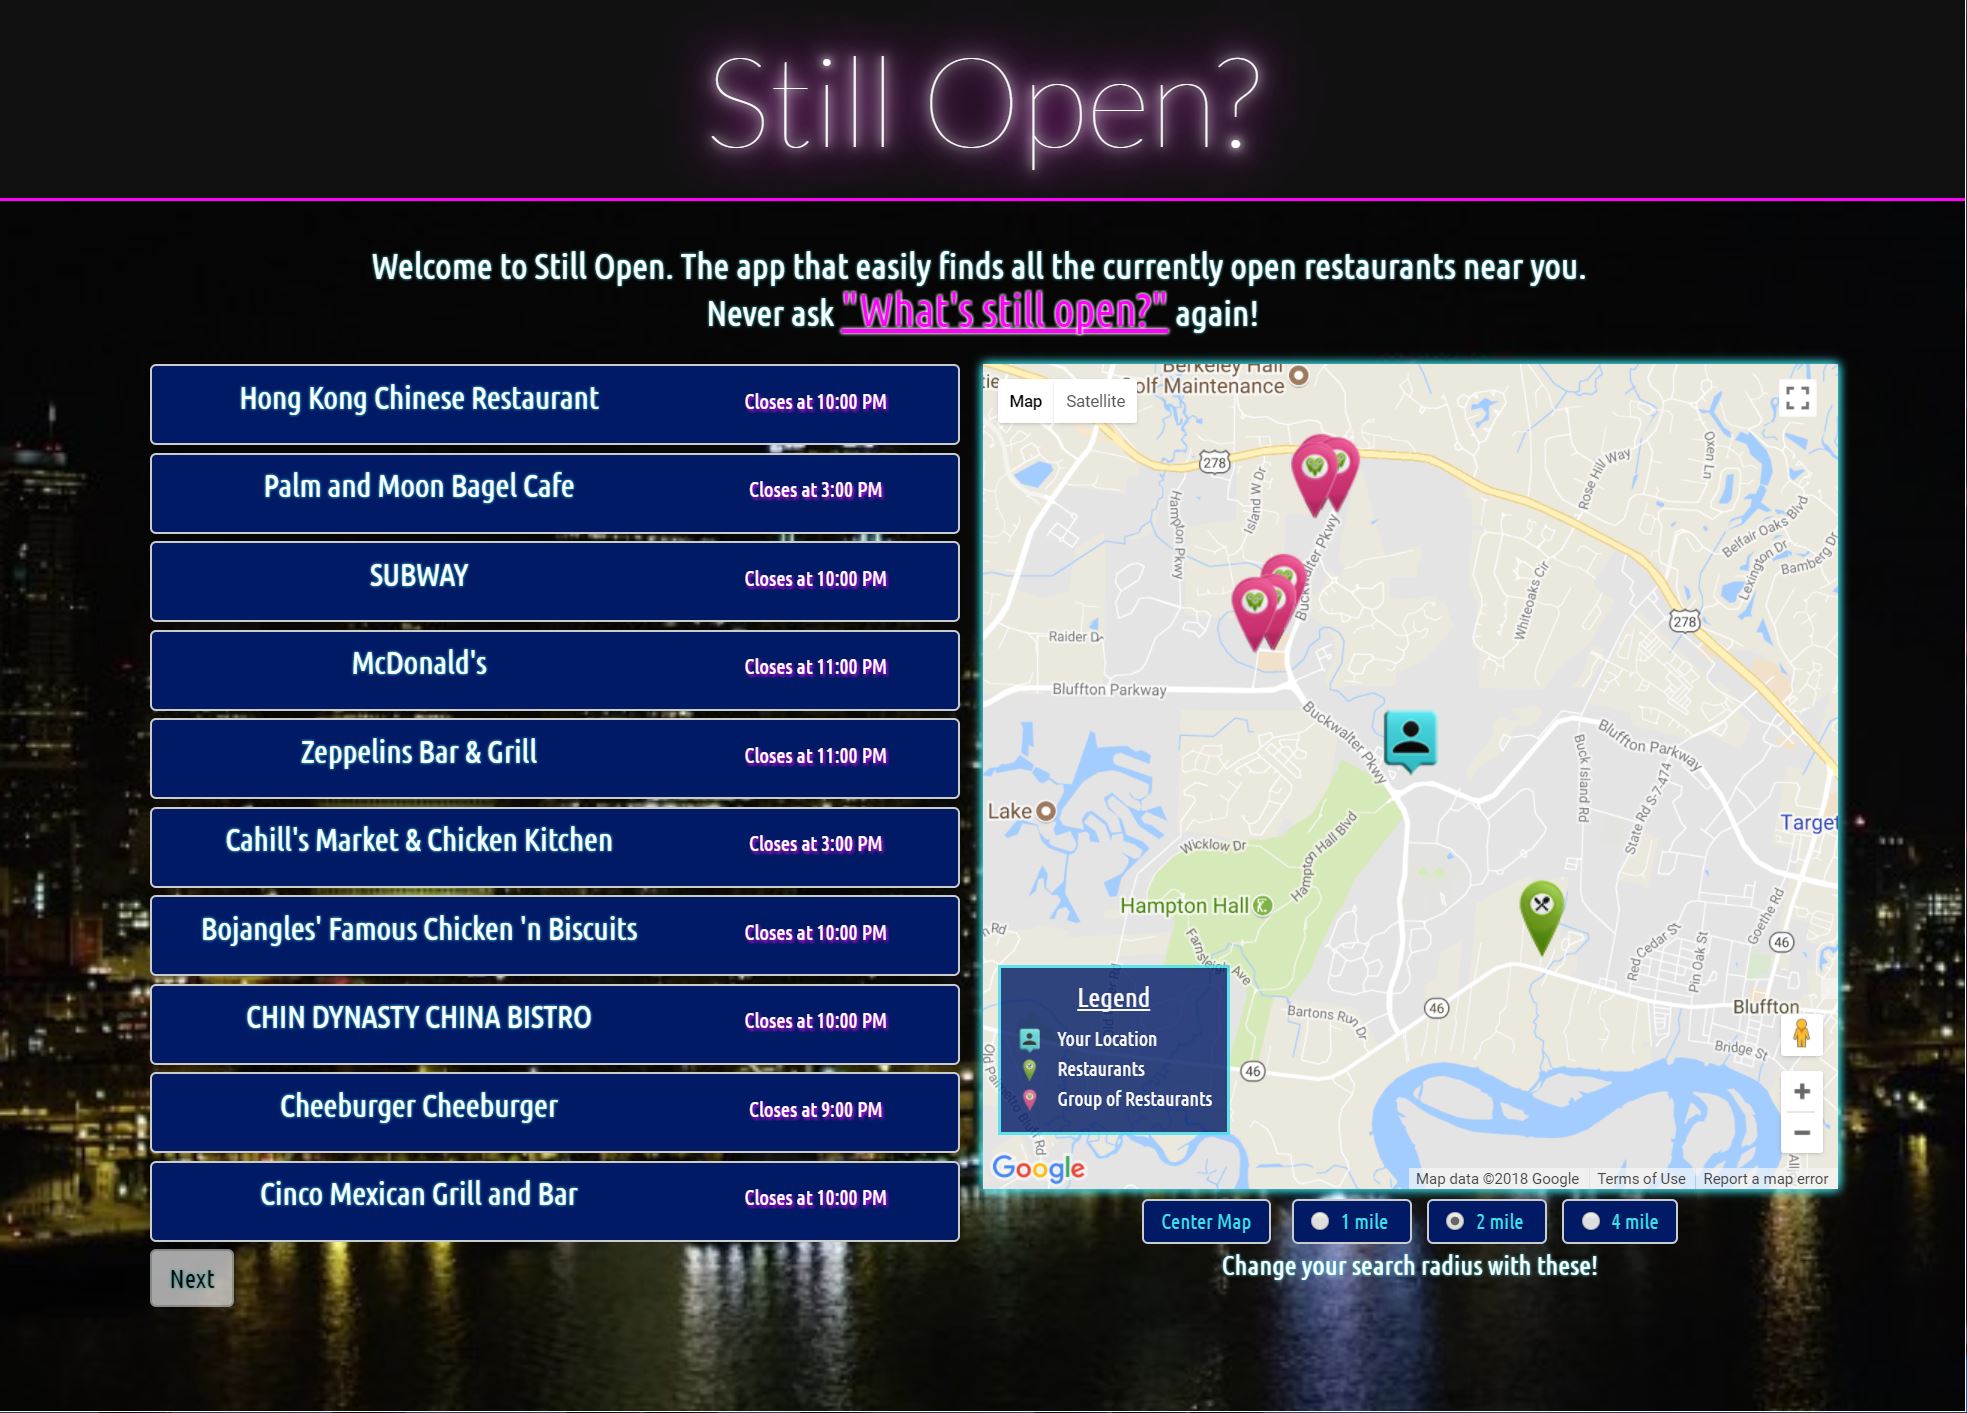 Still Open?
Welcome to Still Open. The app that easily finds all the currently open restaurants near you.
Never ask "What's still open?" again!
Hong Kong Chinese Restaurant Closes at 10:00 PM
Palm and Moon Bagel Cafe Closes at 3:00 PM
SUBWAY Closes at 10:00 PM
McDonald's Closes at 11:00 PM
Zeppelins Bar & Grill Closes at 11:00 PM
Cahill's Market & Chicken Kitchen Closes at 3:00 PM
Bojangles' Famous Chicken 'n Biscuits Closes at 10:00 PM
CHIN DYNASTY CHINA BISTRO Closes at 10:00 PM
Cheeburger Cheeburger Closes at 9:00 PM
Cinco Mexican Grill and Bar Closes at 10:00 PM
Next
Berkeley Hall
Golf Maintenance
Map Satellite
278
Oxen Ln
Rose Hill Way
Island W Dr
Hampton Pkwy
Buckwalter Pkwy
Belfair Oaks Blvd
Lexington Dr
Bamberg Dr
Whiteoaks Cir
278
Raider Dr
Bluffton Parkway
Buckwalter Pkwy
Bluffton Parkway
Buck Island Rd
State Rd S-7-474
Lake
Target
Wicklow Dr
Hampton Hall Blvd
Hampton Hall
Farnsleigh Ave
Goethe Rd
46
Red Cedar St
Pin Oak St
Bluffton
46
Bartons Run Dr
Bridge St
46
Legend
Your Location
Restaurants
Group of Restaurants
Google
Map data ©2018 Google Terms of Use Report a map error
Center Map 1 mile 2 mile 4 mile
Change your search radius with these!